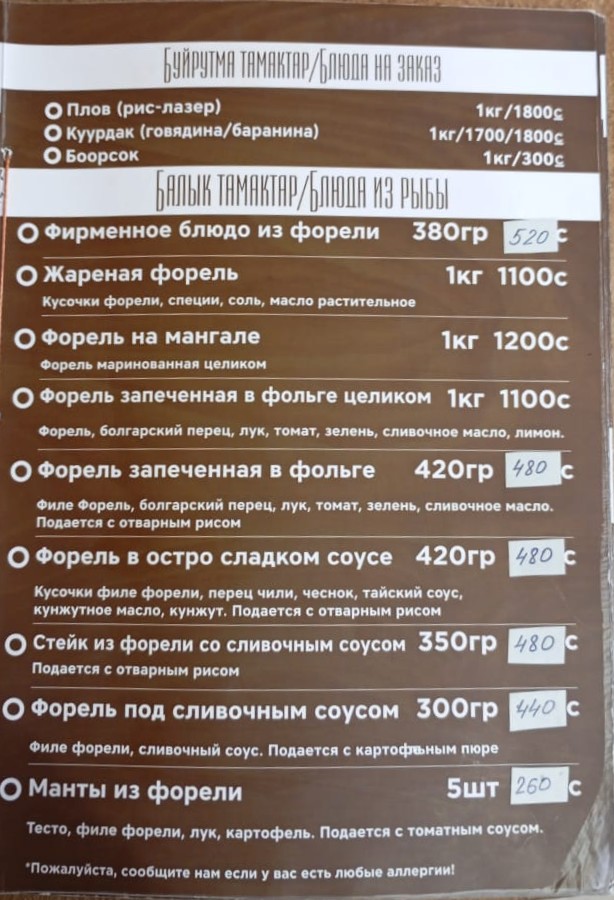 Буйрутма тамактар/Блюда на заказ
Плов (рис-лазер) 1кг/1800с
Куурдак (говядина/баранина) 1кг/1700/1800с
Боорсок 1кг/300с
Балык тамактар/Блюда из рыбы
Фирменное блюдо из форели 380гр 520 с
Жареная форель 1кг 1100с
Кусочки форели, специи, соль, масло растительное
Форель на мангале 1кг 1200с
Форель маринованная целиком
Форель запеченная в фольге целиком 1кг 1100с
Форель, болгарский перец, лук, томат, зелень, сливочное масло, лимон.
Форель запеченная в фольге 420гр 480 с
Филе Форель, болгарский перец, лук, томат, зелень, сливочное масло.
Подается с отварным рисом
Форель в остро сладком соусе 420гр 480 с
Кусочки филе форели, перец чили, чеснок, тайский соус,
кунжутное масло, кунжут. Подается с отварным рисом
Стейк из форели со сливочным соусом 350гр 480 с
Подается с отварным рисом
Форель под сливочным соусом 300гр 440 с
Филе форели, сливочный соус. Подается с картофельным пюре
Манты из форели 5шт 260 с
Тесто, филе форели, лук, картофель. Подается с томатным соусом.
*Пожалуйста, сообщите нам если у вас есть любые аллергии!